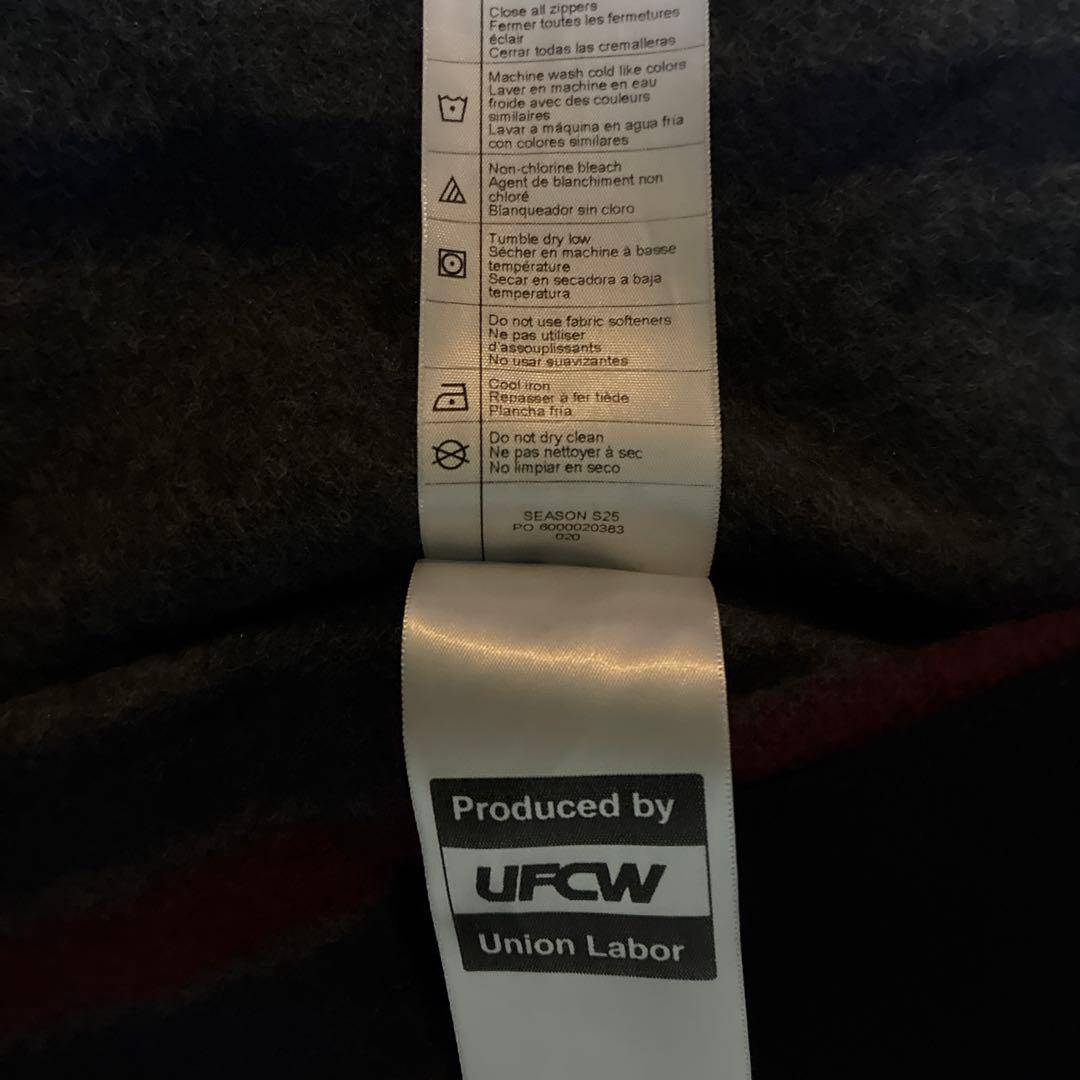 Close all zippers
Fermer toutes les fermetures
éclair
Cerrar todas las cremalleras
Machine wash cold like colors
Laver en machine en eau
froide avec des couleurs
similaires
Lavar a máquina en agua fría
con colores similares
Non-chlorine bleach
Agent de blanchiment non
chloré
Blanqueador sin cloro
Tumble dry low
Sécher en machine à basse
température
Secar en secadora a baja
temperatura
Do not use fabric softeners
Ne pas utiliser
d'assouplissants
No usar suavizantes
Cool iron
Repasser à fer tiède
Plancha fría
Do not dry clean
Ne pas nettoyer à sec
No limpiar en seco
SEASON S25
PO 6000020383
020
Produced by
UFCW
Union Labor